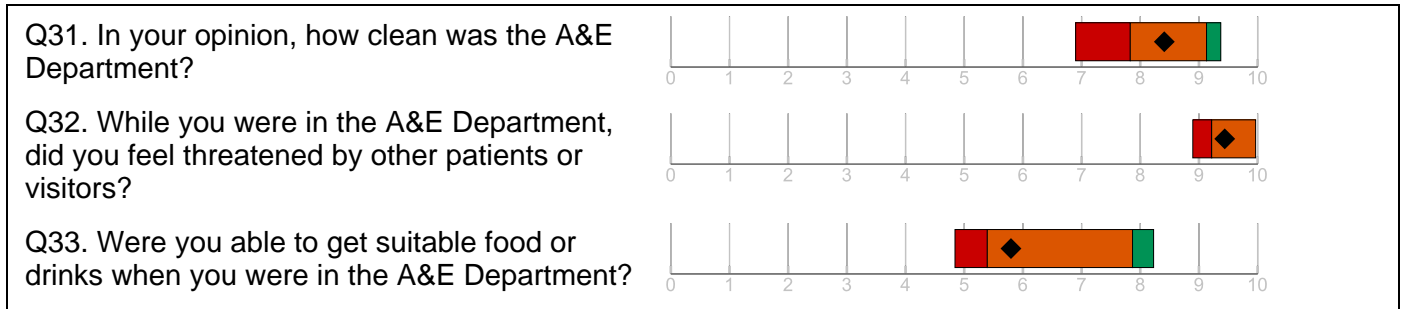 Q31. In your opinion, how clean was the A&E
Department?
0 1 2 3 4 5 6 7 8 9 10
Q32. While you were in the A&E Department,
did you feel threatened by other patients or
visitors?
0 1 2 3 4 5 6 7 8 9 10
Q33. Were you able to get suitable food or
drinks when you were in the A&E Department?
0 1 2 3 4 5 6 7 8 9 10